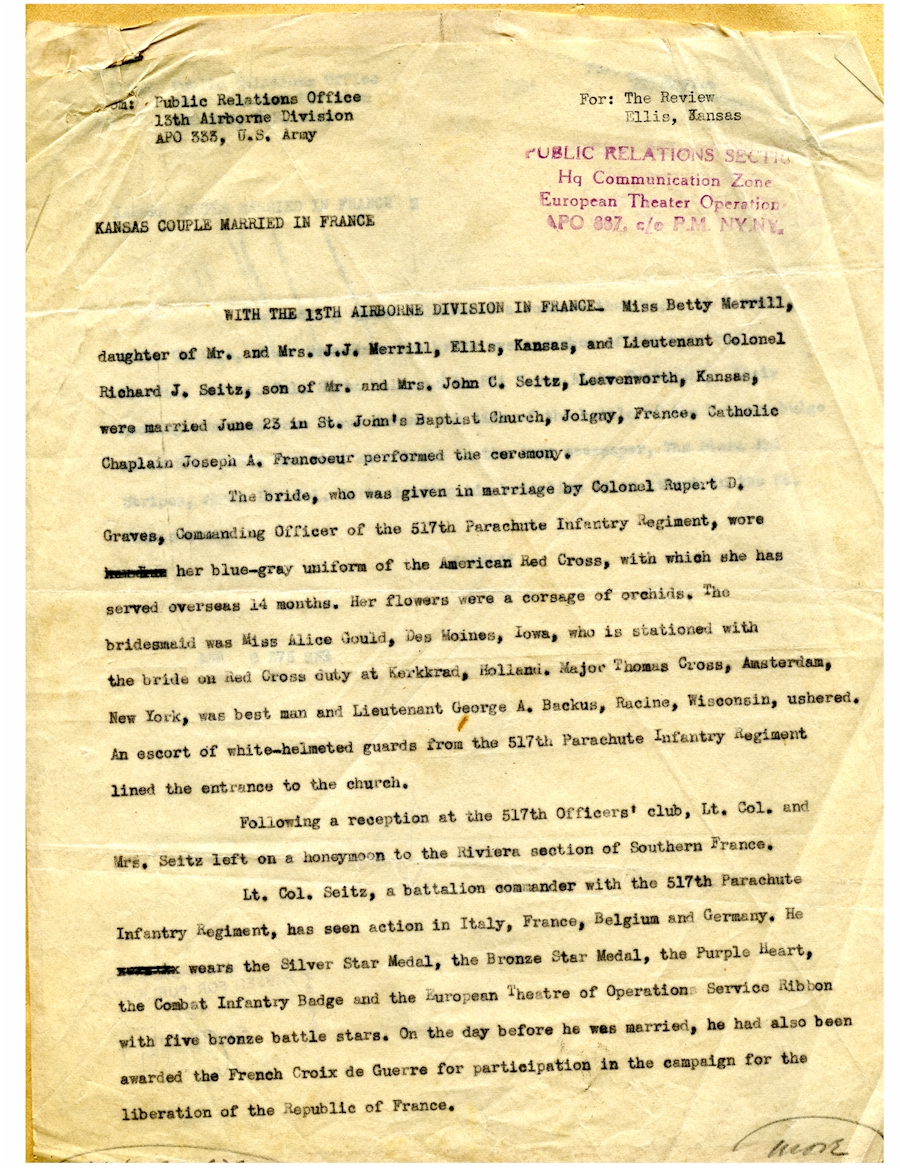 From: Public Relations Office
13th Airborne Division
APO 333, U.S. Army
For: The Review
Ellis, Kansas
PUBLIC RELATIONS SECTIO
Hq Communication Zone
European Theater Operation
APO 887, c/o P.M. NY.NY.
KANSAS COUPLE MARRIED IN FRANCE
WITH THE 13TH AIRBORNE DIVISION IN FRANCE. Miss Betty Merrill,
daughter of Mr. and Mrs. J.J. Merrill, Ellis, Kansas, and Lieutenant Colonel
Richard J. Seitz, son of Mr. and Mrs. John C. Seitz, Leavenworth, Kansas,
were married June 23 in St. John's Baptist Church, Joigny, France. Catholic
Chaplain Joseph A. Francoeur performed the ceremony.
The bride, who was given in marriage by Colonel Rupert D.
Graves, Commanding Officer of the 517th Parachute Infantry Regiment, wore
her blue-gray uniform of the American Red Cross, with which she has
served overseas 14 months. Her flowers were a corsage of orchids. The
bridesmaid was Miss Alice Gould, Des Moines, Iowa, who is stationed with
the bride on Red Cross duty at Kerkkrad, Holland. Major Thomas Cross, Amsterdam,
New York, was best man and Lieutenant George A. Backus, Racine, Wisconsin, ushered.
An escort of white-helmeted guards from the 517th Parachute Infantry Regiment
lined the entrance to the church.
Following a reception at the 517th Officers' club, Lt. Col. and
Mrs. Seitz left on a honeymoon to the Riviera section of Southern France.
Lt. Col. Seitz, a battalion commander with the 517th Parachute
Infantry Regiment, has seen action in Italy, France, Belgium and Germany. He
wears the Silver Star Medal, the Bronze Star Medal, the Purple Heart,
the Combat Infantry Badge and the European Theatre of Operations Service Ribbon
with five bronze battle stars. On the day before he was married, he had also been
awarded the French Croix de Guerre for participation in the campaign for the
liberation of the Republic of France.
more